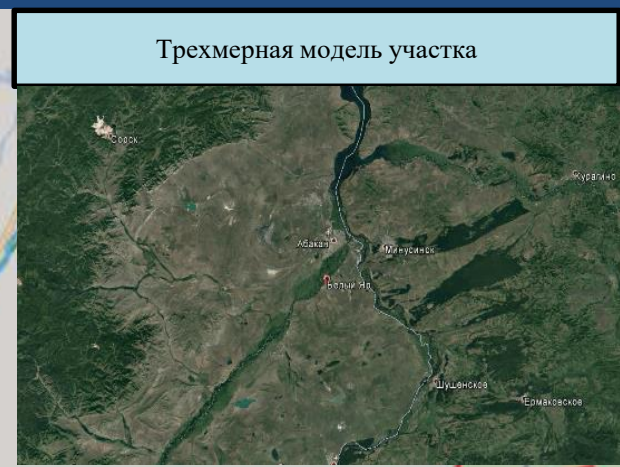 Трехмерная модель участка
Сорск
Курагино
Абакан
Минусинск
Белый Яр
Шушенское
Ермаковское